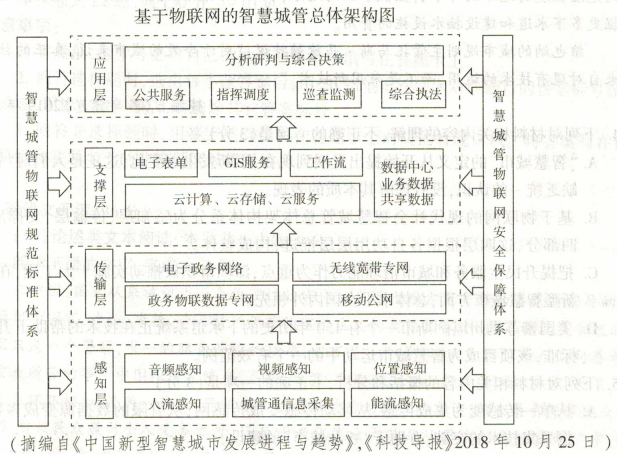 基于物联网的智慧城管总体架构图
智慧城管物联网规范标准体系
应用层
分析研判与综合决策
公共服务 指挥调度 巡查监测 综合执法
支撑层
电子表单 GIS服务 工作流
云计算、云存储、云服务
数据中心
业务数据
共享数据
传输层
电子政务网络 无线宽带专网
政务物联数据专网 移动公网
感知层
音频感知 视频感知 位置感知
人流感知 城管通信息采集 能流感知
智慧城管物联网安全保障体系
(摘编自《中国新型智慧城市发展进程与趋势》,《科技导报》2018年10月25日)